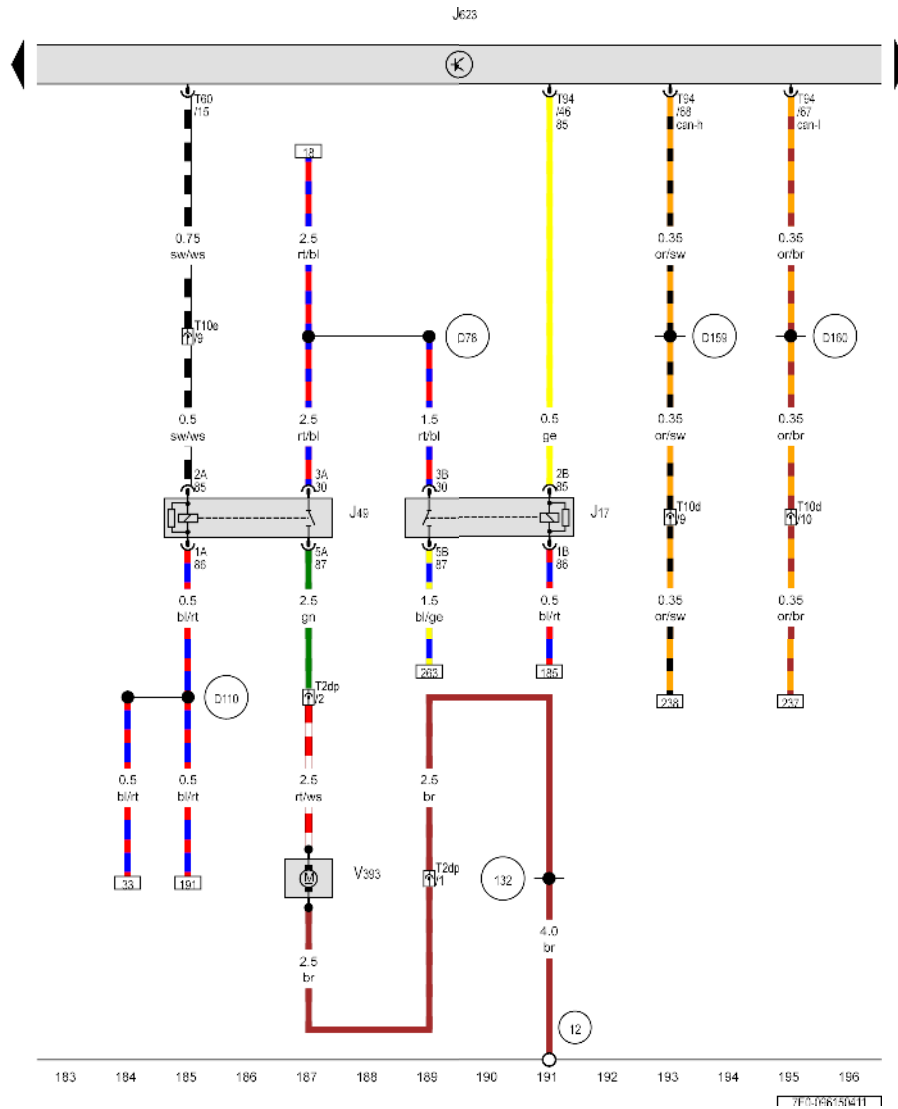 J623
T60
/15
T94
/46
85
T94
/68
can-h
T94
/67
can-l
18
0.75
sw/ws
2.5
rt/bl
0.35
or/sw
0.35
or/br
T10e
/9
D78
D159
D160
0.5
sw/ws
2.5
rt/bl
1.5
rt/bl
0.5
ge
0.35
or/sw
0.35
or/br
2A
85
3A
30
3B
30
2B
85
J49
J17
T10d
/9
T10d
/10
1A
86
5A
87
5B
87
1B
86
0.5
bl/rt
2.5
gn
1.5
bl/ge
0.5
bl/rt
0.35
or/sw
0.35
or/br
263
185
238
237
D110
T2dp
/2
0.5
bl/rt
0.5
bl/rt
2.5
rt/ws
2.5
br
33
191
M
V393
T2dp
/1
132
2.5
br
4.0
br
12
183 184 185 186 187 188 189 190 191 192 193 194 195 196
7E0-096150411